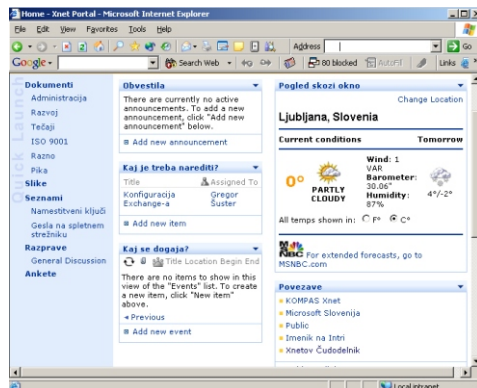 Home - Xnet Portal - Microsoft Internet Explorer
File Edit View Favorites Tools Help
Address
Go
Google
Search Web
80 blocked
AutoFill
Links
Quick Launch
Dokumenti
Administracija
Razvoj
Tečaji
ISO 9001
Razno
Pika
Slike
Seznami
Namestitveni ključi
Gesla na spletnem
strežniku
Razprave
General Discussion
Ankete
Obvestila
There are currently no active
announcements. To add a new
announcement, click "Add new
announcement" below.
Add new announcement
Kaj je treba narediti?
Title Assigned To
Konfiguracija Gregor
Exchange-a Šuster
Add new item
Kaj se dogaja?
Title Location Begin End
There are no items to show in this
view of the "Events" list. To create
a new item, click "New item"
above.
Previous
Add new event
Pogled skozi okno
Change Location
Ljubljana, Slovenia
Current conditions Tomorrow
0°
PARTLY
CLOUDY
Wind: 1
VAR
Barometer:
30.06"
Humidity:
87%
4°/-2°
All temps shown in: F° C°
MSNBC For extended forecasts, go to
MSNBC.com
Povezave
KOMPAS Xnet
Microsoft Slovenija
Public
Imenik na Intri
Xnetov Čudodelnik
Local intranet